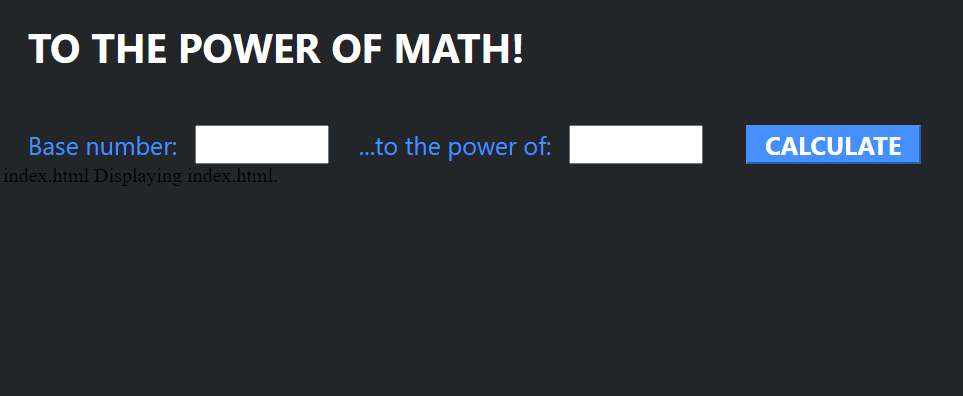 TO THE POWER OF MATH!
Base number: ...to the power of: CALCULATE
index.html Displaying index.html.